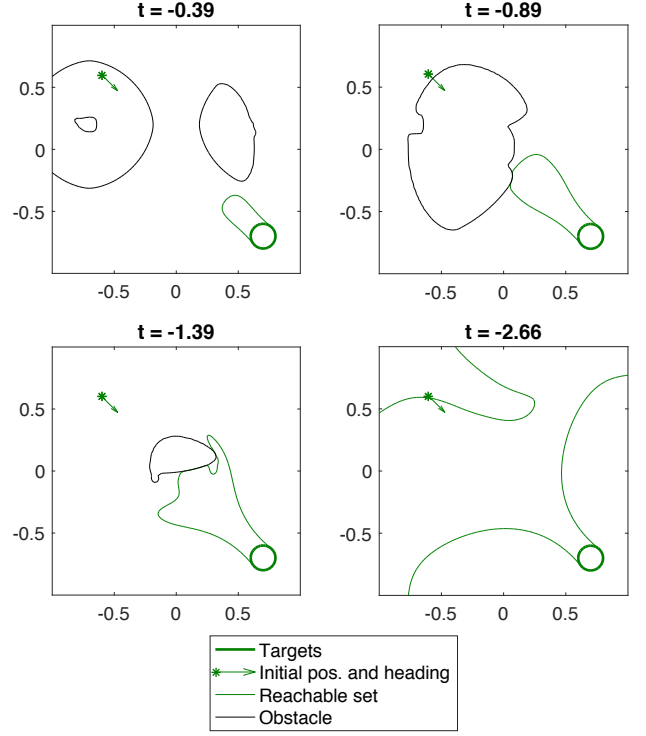 t = -0.39
0.5
0
-0.5
-0.5 0 0.5
t = -0.89
0.5
0
-0.5
-0.5 0 0.5
t = -1.39
0.5
0
-0.5
-0.5 0 0.5
t = -2.66
0.5
0
-0.5
-0.5 0 0.5
Targets
Initial pos. and heading
Reachable set
Obstacle